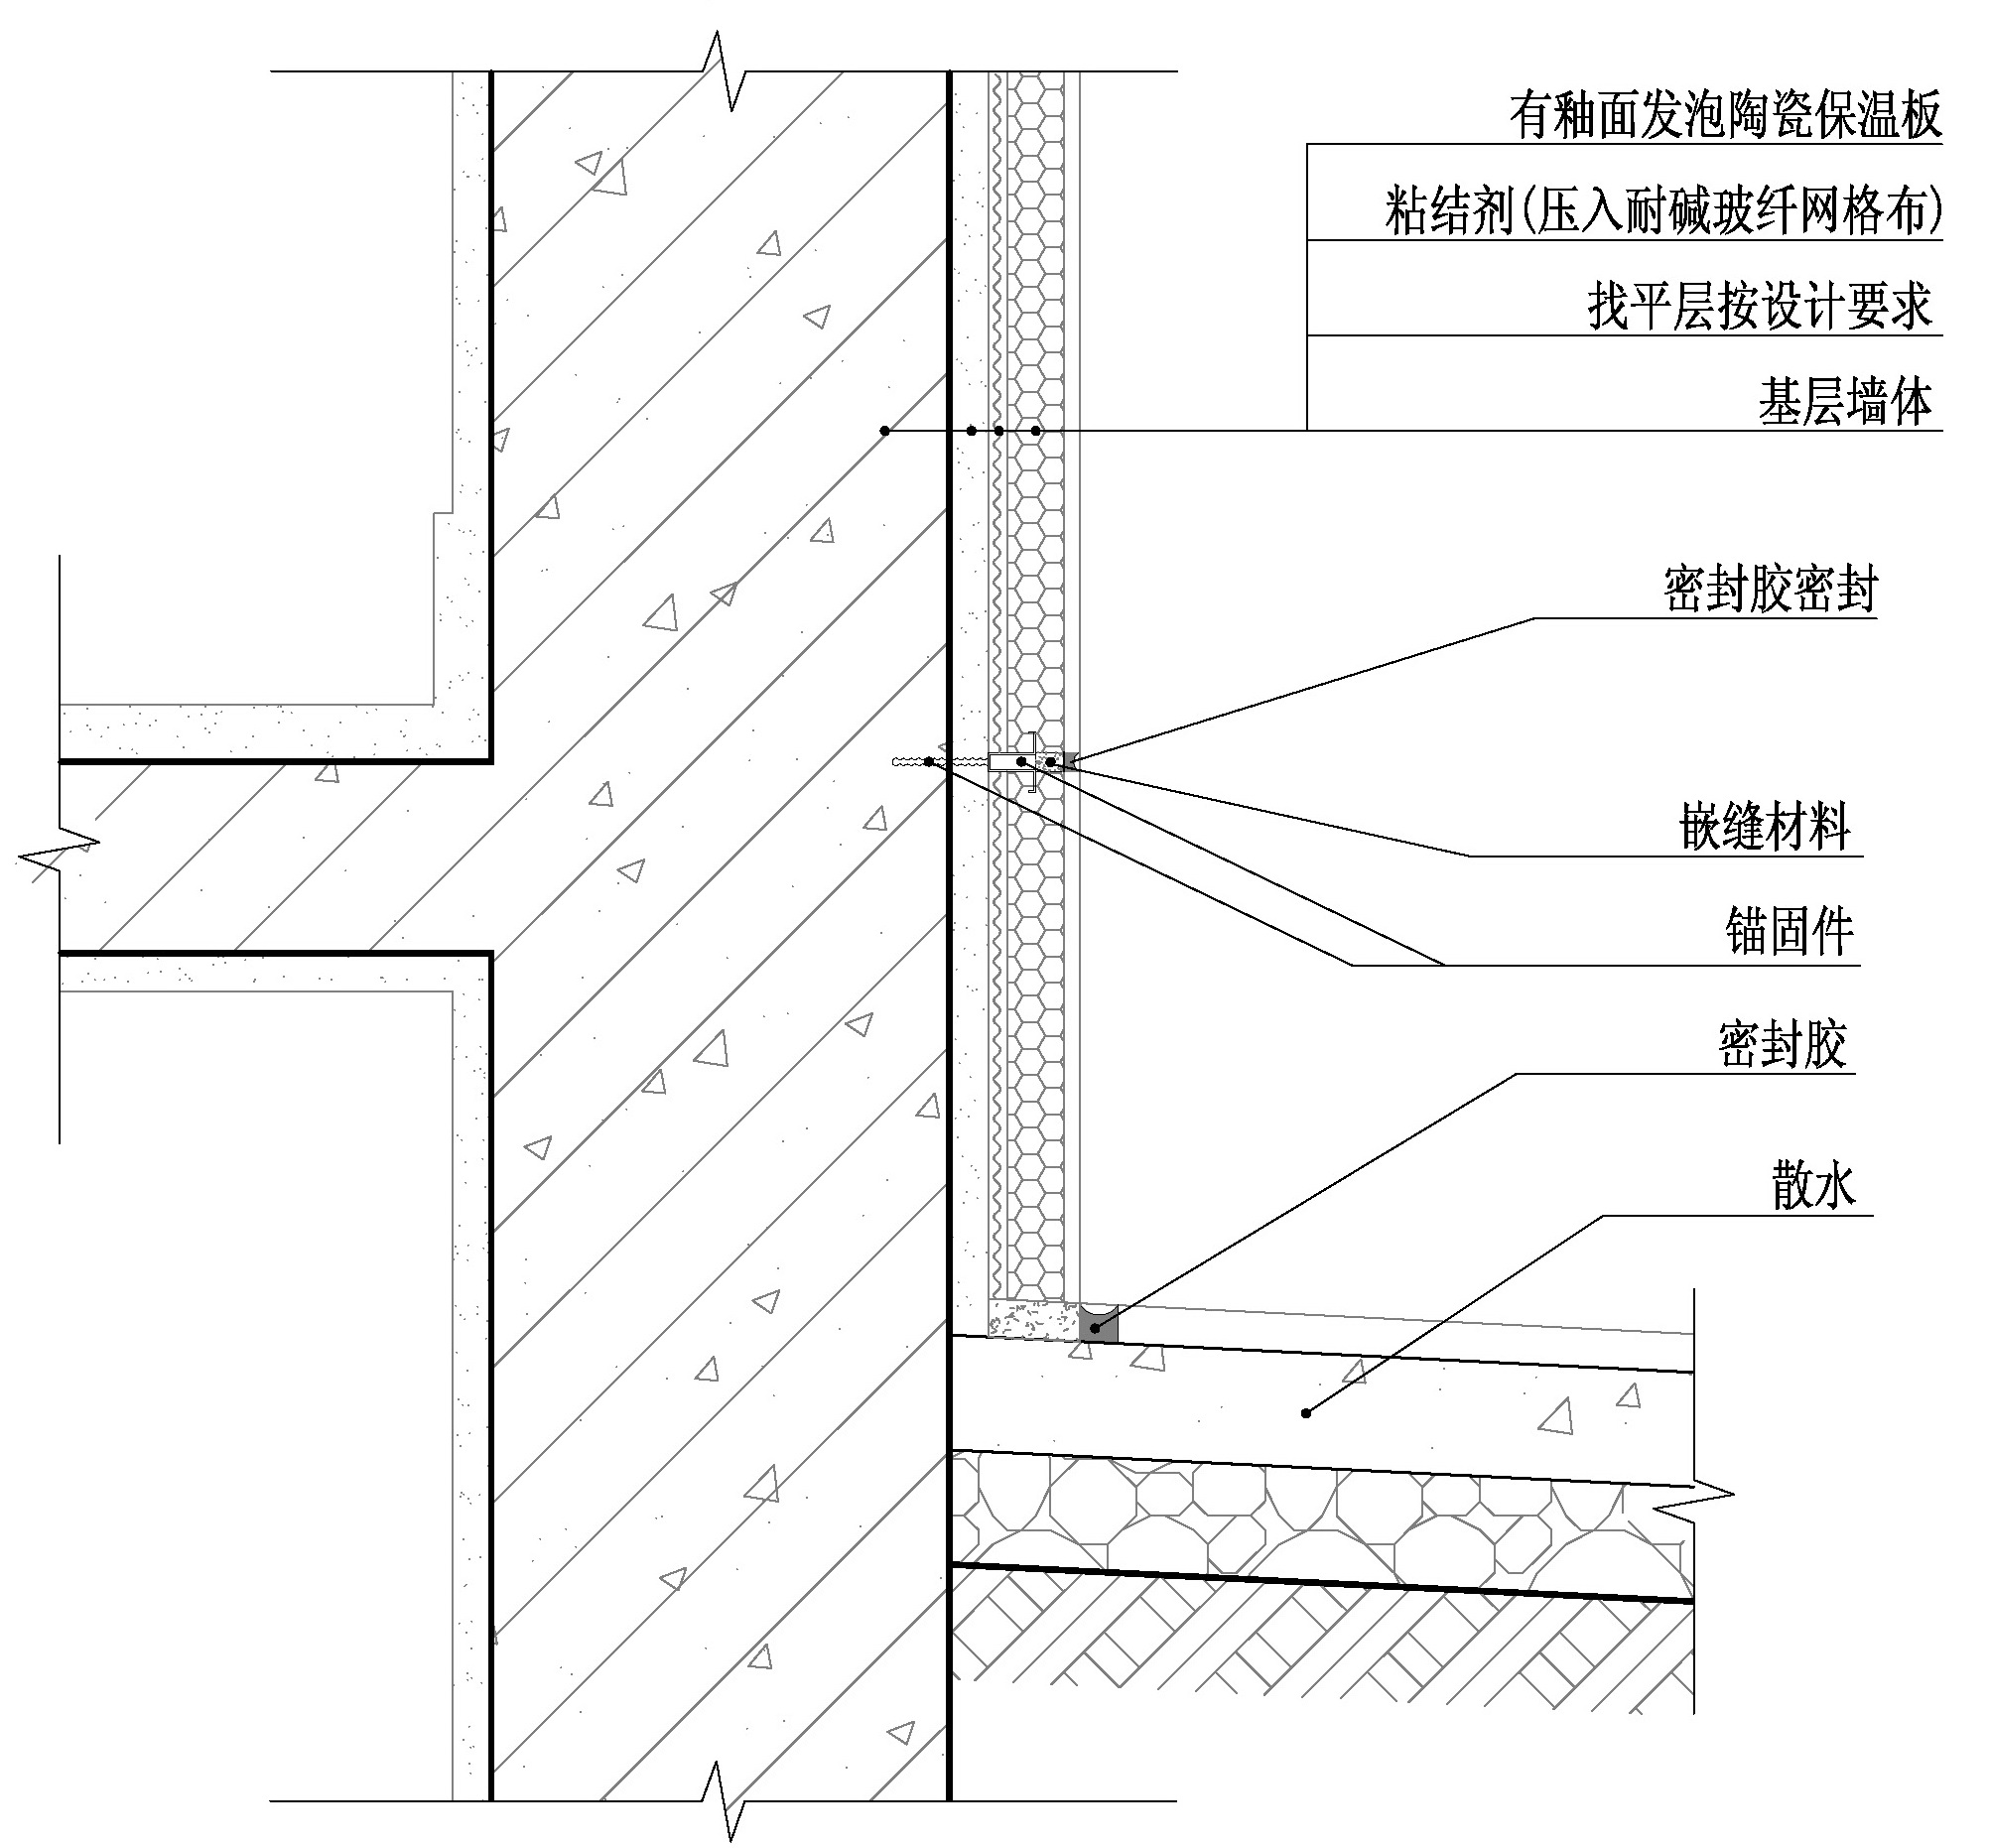 有釉面发泡陶瓷保温板
粘结剂(压入耐碱玻纤网格布)
找平层按设计要求
基层墙体
密封胶密封
嵌缝材料
锚固件
密封胶
散水